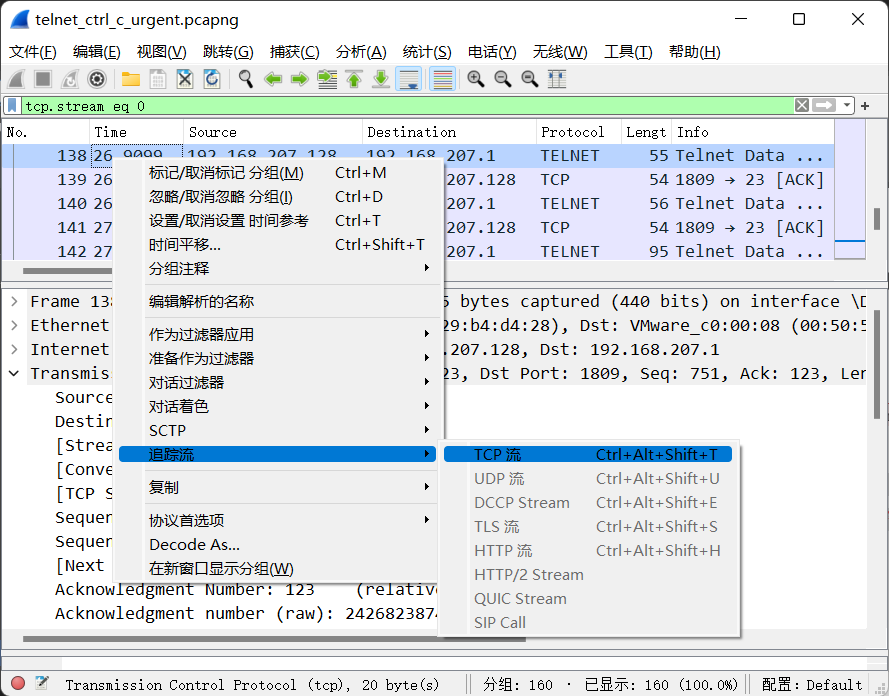 telnet_ctrl_c_urgent.pcapng
文件(F) 编辑(E) 视图(V) 跳转(G) 捕获(C) 分析(A) 统计(S) 电话(Y) 无线(W) 工具(T) 帮助(H)
tcp.stream eq 0
No. Time Source Destination Protocol Lengt Info
138 26.9099 192.168.207.128 192.168.207.1 TELNET 55 Telnet Data ...
139 26 207.128 TCP 54 1809 → 23 [ACK]
140 26 207.1 TELNET 56 Telnet Data ...
141 27 207.128 TCP 54 1809 → 23 [ACK]
142 27 207.1 TELNET 95 Telnet Data ...
标记/取消标记 分组(M) Ctrl+M
忽略/取消忽略 分组(I) Ctrl+D
设置/取消设置 时间参考 Ctrl+T
时间平移... Ctrl+Shift+T
分组注释
编辑解析的名称
作为过滤器应用
准备作为过滤器
对话过滤器
对话着色
SCTP
追踪流
复制
协议首选项
Decode As...
在新窗口显示分组(W)
TCP 流 Ctrl+Alt+Shift+T
UDP 流 Ctrl+Alt+Shift+U
DCCP Stream Ctrl+Alt+Shift+E
TLS 流 Ctrl+Alt+Shift+S
HTTP 流 Ctrl+Alt+Shift+H
HTTP/2 Stream
QUIC Stream
SIP Call
Frame 138 5 bytes captured (440 bits) on interface \D
Ethernet 29:b4:d4:28), Dst: VMware_c0:00:08 (00:50:5
Internet .207.128, Dst: 192.168.207.1
Transmis 23, Dst Port: 1809, Seq: 751, Ack: 123, Len
Source
Destin
[Strea
[Conve
[TCP S
Sequen
Sequen
[Next
Acknowledgment Number: 123 (relative
Acknowledgment number (raw): 2426823874
Transmission Control Protocol (tcp), 20 byte(s) 分组: 160 · 已显示: 160 (100.0%) 配置: Default